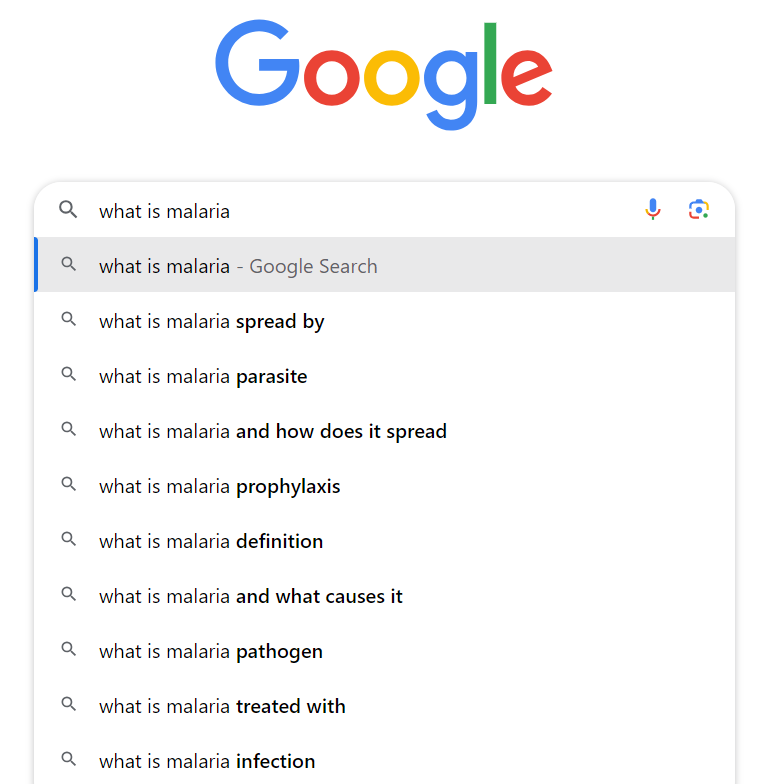 Google
what is malaria
what is malaria - Google Search
what is malaria spread by
what is malaria parasite
what is malaria and how does it spread
what is malaria prophylaxis
what is malaria definition
what is malaria and what causes it
what is malaria pathogen
what is malaria treated with
what is malaria infection